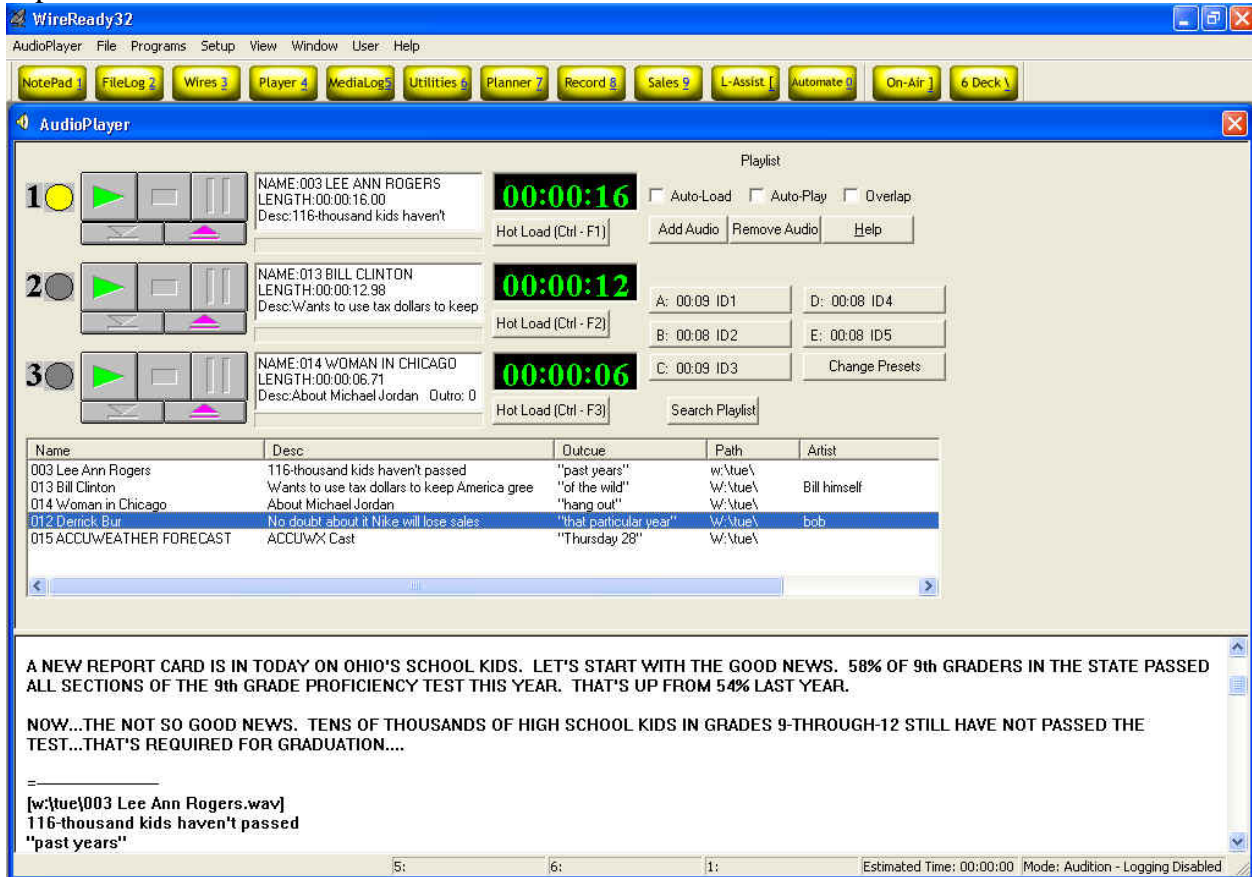 WireReady32
AudioPlayer File Programs Setup View Window User Help
NotePad 1 FileLog 2 Wires 3 Player 4 MediaLog5 Utilities 6 Planner 7 Record 8 Sales 9 L-Assist [ Automate 0 On-Air ] 6 Deck \
AudioPlayer
Playlist
1
NAME:003 LEE ANN ROGERS
LENGTH:00:00:16.00
Desc:116-thousand kids haven't
00:00:16
Hot Load (Ctrl - F1)
Auto-Load Auto-Play Overlap
Add Audio Remove Audio Help
2
NAME:013 BILL CLINTON
LENGTH:00:00:12.98
Desc:Wants to use tax dollars to keep
00:00:12
Hot Load (Ctrl - F2)
A: 00:09 ID1 D: 00:08 ID4
B: 00:08 ID2 E: 00:08 ID5
3
NAME:014 WOMAN IN CHICAGO
LENGTH:00:00:06.71
Desc:About Michael Jordan Outro: 0
00:00:06
Hot Load (Ctrl - F3)
C: 00:09 ID3 Change Presets
Search Playlist
Name Desc Outcue Path Artist
003 Lee Ann Rogers 116-thousand kids haven't passed "past years" w:\tue\
013 Bill Clinton Wants to use tax dollars to keep America gree "of the wild" W:\tue\ Bill himself
014 Woman in Chicago About Michael Jordan "hang out" W:\tue\
012 Derrick Bur No doubt about it Nike will lose sales "that particular year" W:\tue\ bob
015 ACCUWEATHER FORECAST ACCUWX Cast "Thursday 28" W:\tue\
A NEW REPORT CARD IS IN TODAY ON OHIO'S SCHOOL KIDS. LET'S START WITH THE GOOD NEWS. 58% OF 9th GRADERS IN THE STATE PASSED
ALL SECTIONS OF THE 9th GRADE PROFICIENCY TEST THIS YEAR. THAT'S UP FROM 54% LAST YEAR.
NOW...THE NOT SO GOOD NEWS. TENS OF THOUSANDS OF HIGH SCHOOL KIDS IN GRADES 9-THROUGH-12 STILL HAVE NOT PASSED THE
TEST...THAT'S REQUIRED FOR GRADUATION....
=----------------------
[w:\tue\003 Lee Ann Rogers.wav]
116-thousand kids haven't passed
"past years"
5: 6: 1: Estimated Time: 00:00:00 Mode: Audition - Logging Disabled